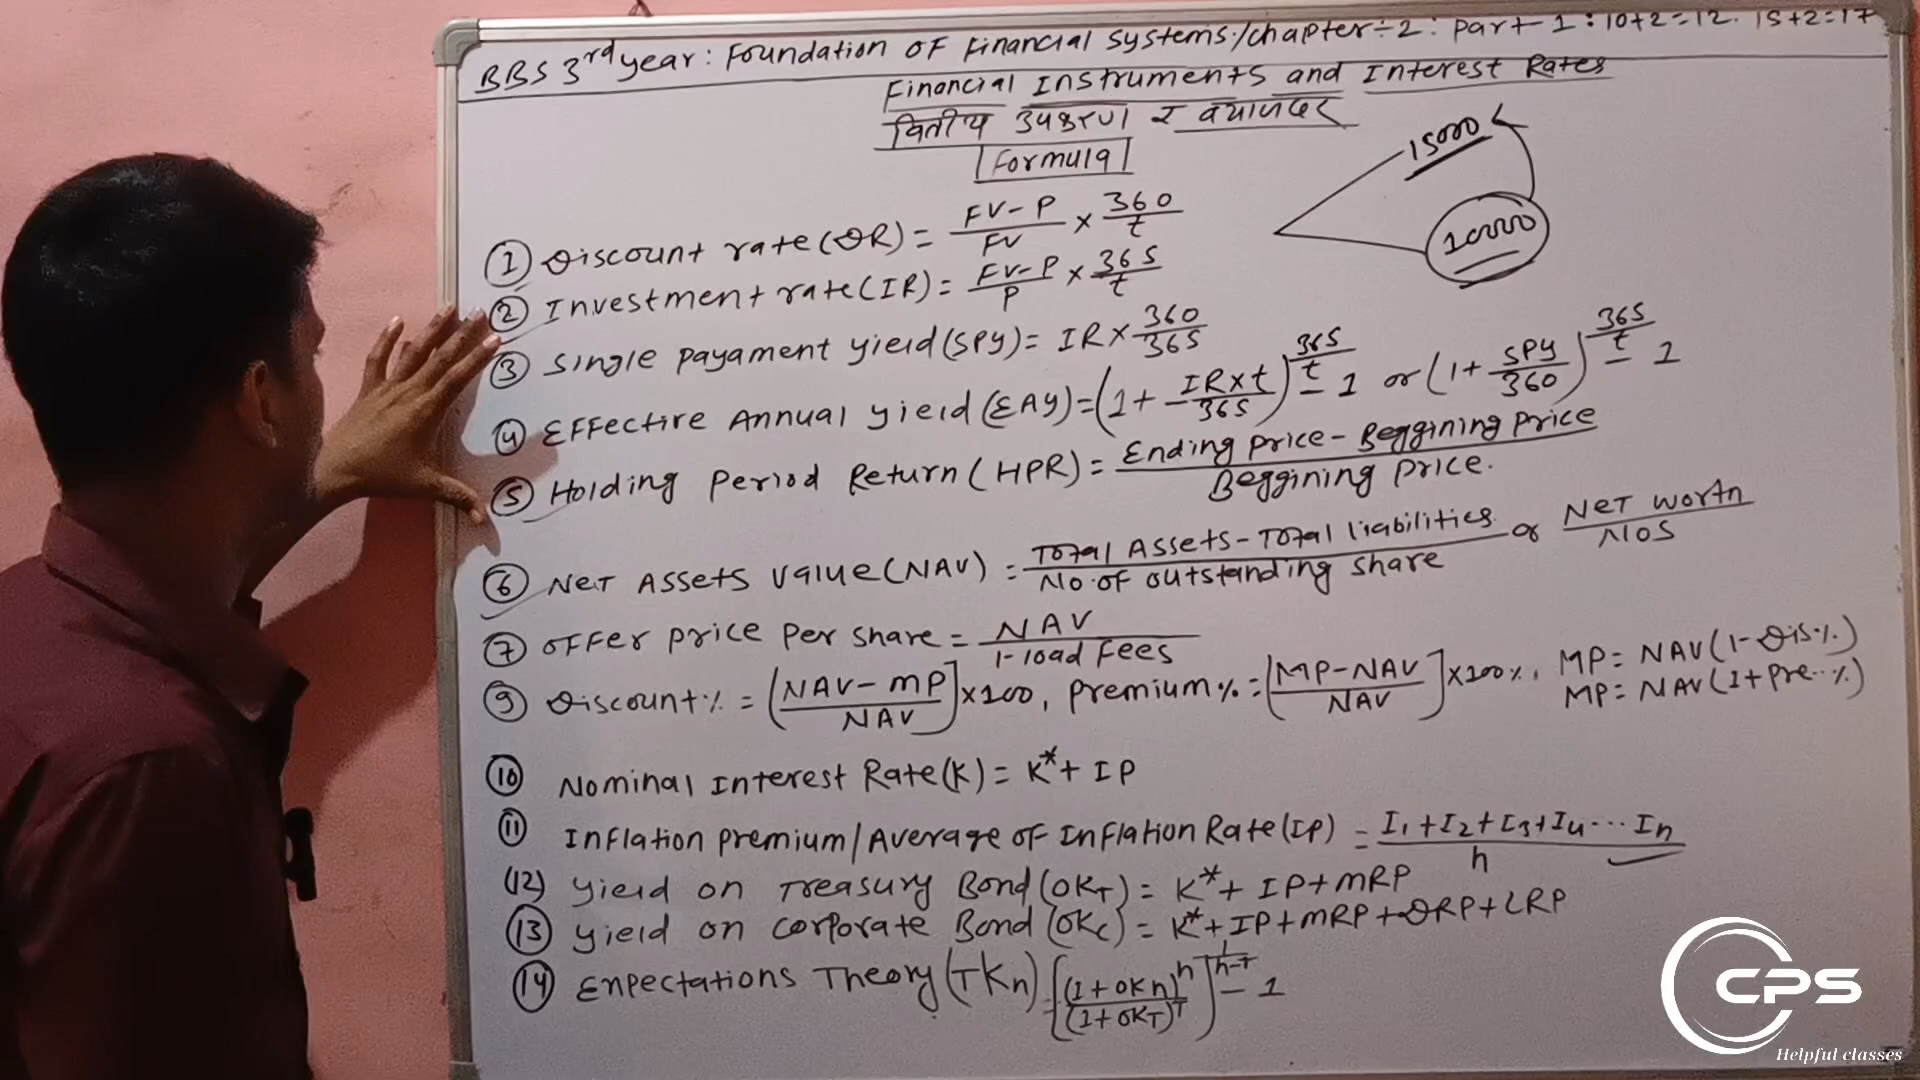 BBS 3rd year: Foundation of Financial systems:/chapter÷2: part-1: 10+2=12. 15+2=17
Financial Instruments and Interest Rates
वित्तीय उपकरण र ब्याजदर
Formula
15000
10000
① Discount rate(DR) = (FV-P)/FV × 360/t
② Investment rate(IR) = (FV-P)/P × 365/t
③ Single payament yield(SPY) = IR × 360/365
④ Effective Annual yield(EAY) = (1 + (IR×t)/365)^(365/t) - 1 or (1 + SPY/360)^(365/t) - 1
⑤ Holding Period Return(HPR) = (Ending price - Beggining price)/(Beggining price.)
⑥ Net Assets Value(NAV) = (Total Assets - Total liabilities)/(No. of outstanding share) or Net worth/NOS
⑦ Offer price per share = NAV/(1-load Fees)
⑨ Discount% = [(NAV-MP)/NAV] ×100, premium% = [(MP-NAV)/NAV] ×100%, MP = NAV(1-Dis%)
MP = NAV(1+pre..%)
⑩ Nominal Interest Rate(K) = K* + IP
⑪ Inflation premium/Average of Inflation Rate(IP) = (I₁+I₂+I₃+I₄...Iₙ)/n
(12) yield on Treasury Bond(OK_T) = K* + IP + MRP
⑬ yield on corporate Bond(OK_C) = K* + IP + MRP + DRP + LRP
⑭ Enpectations Theory(TKn) = [(1+OKn)^n/(1+OK_T)^T]^(1/(n-T)) - 1
CPS
Helpful classes